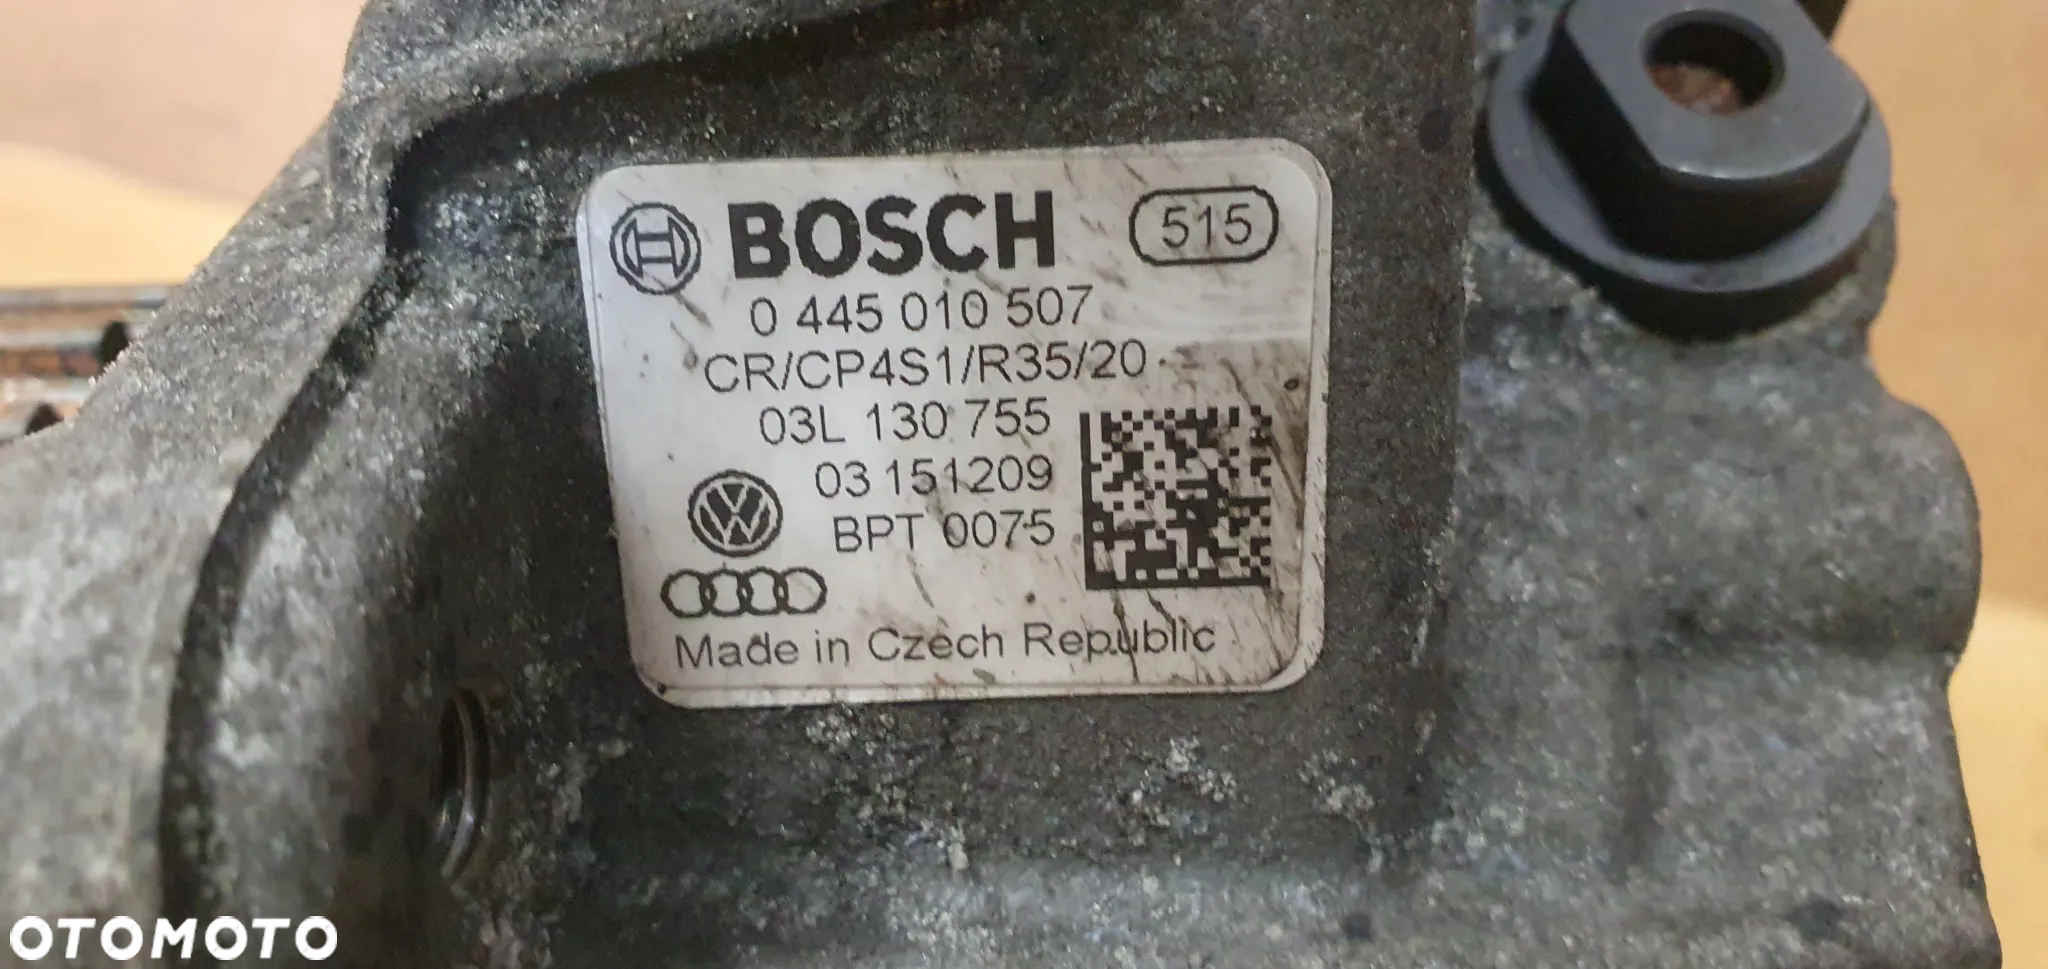 BOSCH 515
0 445 010 507
CR/CP4S1/R35/20
03L 130 755
03 151209
BPT 0075
Made in Czech Republic
OTOMOTO